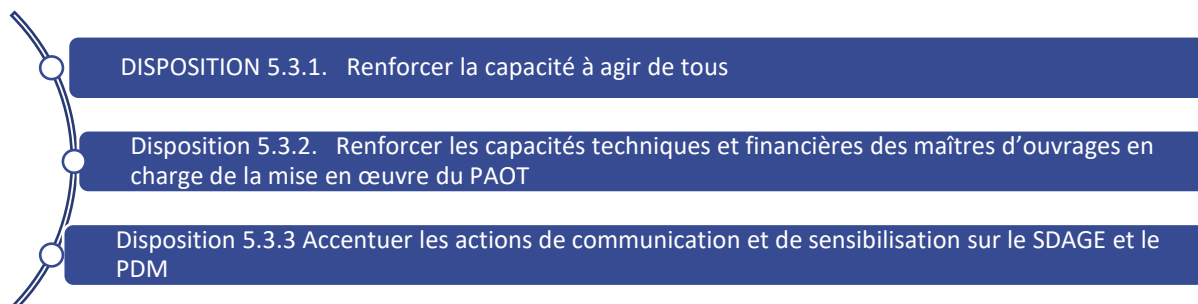 DISPOSITION 5.3.1. Renforcer la capacité à agir de tous
Disposition 5.3.2. Renforcer les capacités techniques et financières des maîtres d’ouvrages en
charge de la mise en œuvre du PAOT
Disposition 5.3.3 Accentuer les actions de communication et de sensibilisation sur le SDAGE et le
PDM